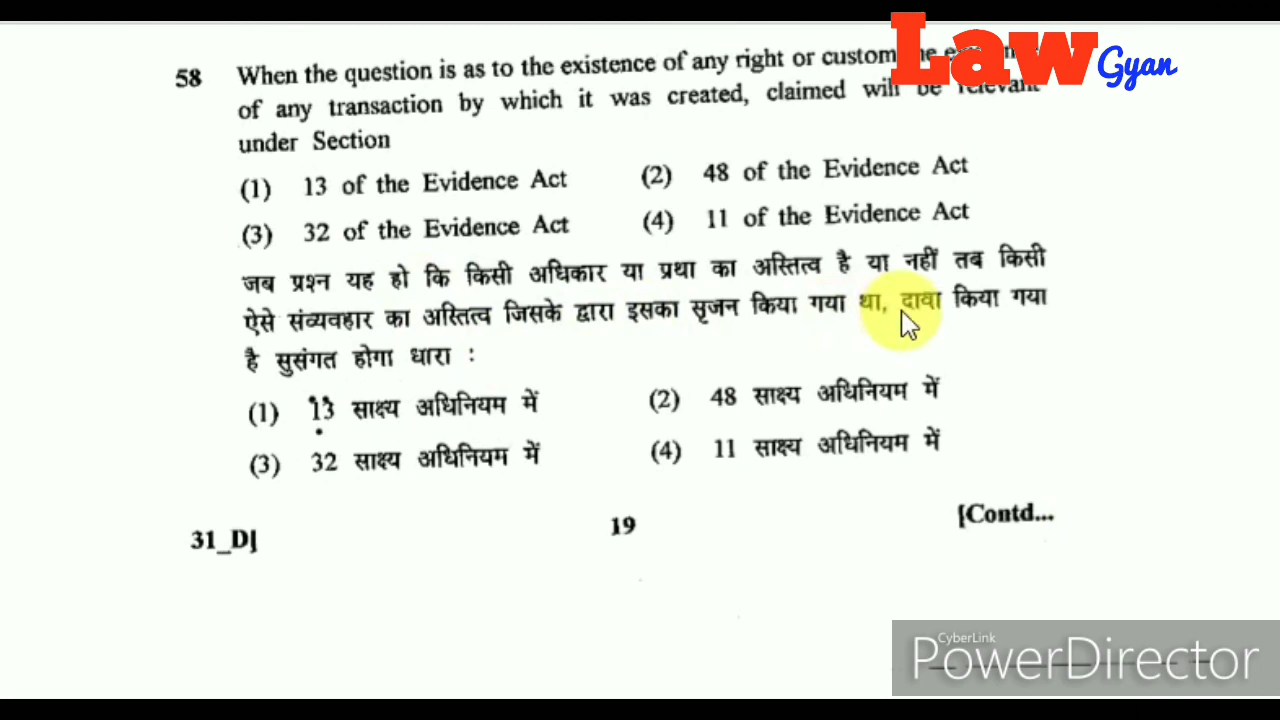 Law
Gyan
58 When the question is as to the existence of any right or custom
of any transaction by which it was created, claimed will be relevant
under Section
(1) 13 of the Evidence Act (2) 48 of the Evidence Act
(3) 32 of the Evidence Act (4) 11 of the Evidence Act
जब प्रश्न यह हो कि किसी अधिकार या प्रथा का अस्तित्व है या नहीं तब किसी
ऐसे संव्यवहार का अस्तित्व जिसके द्वारा इसका सृजन किया गया था, दावा किया गया
है सुसंगत होगा धारा :
(1) 13 साक्ष्य अधिनियम में (2) 48 साक्ष्य अधिनियम में
(3) 32 साक्ष्य अधिनियम में (4) 11 साक्ष्य अधिनियम में
31_D] 19 [Contd...
CyberLink
PowerDirector